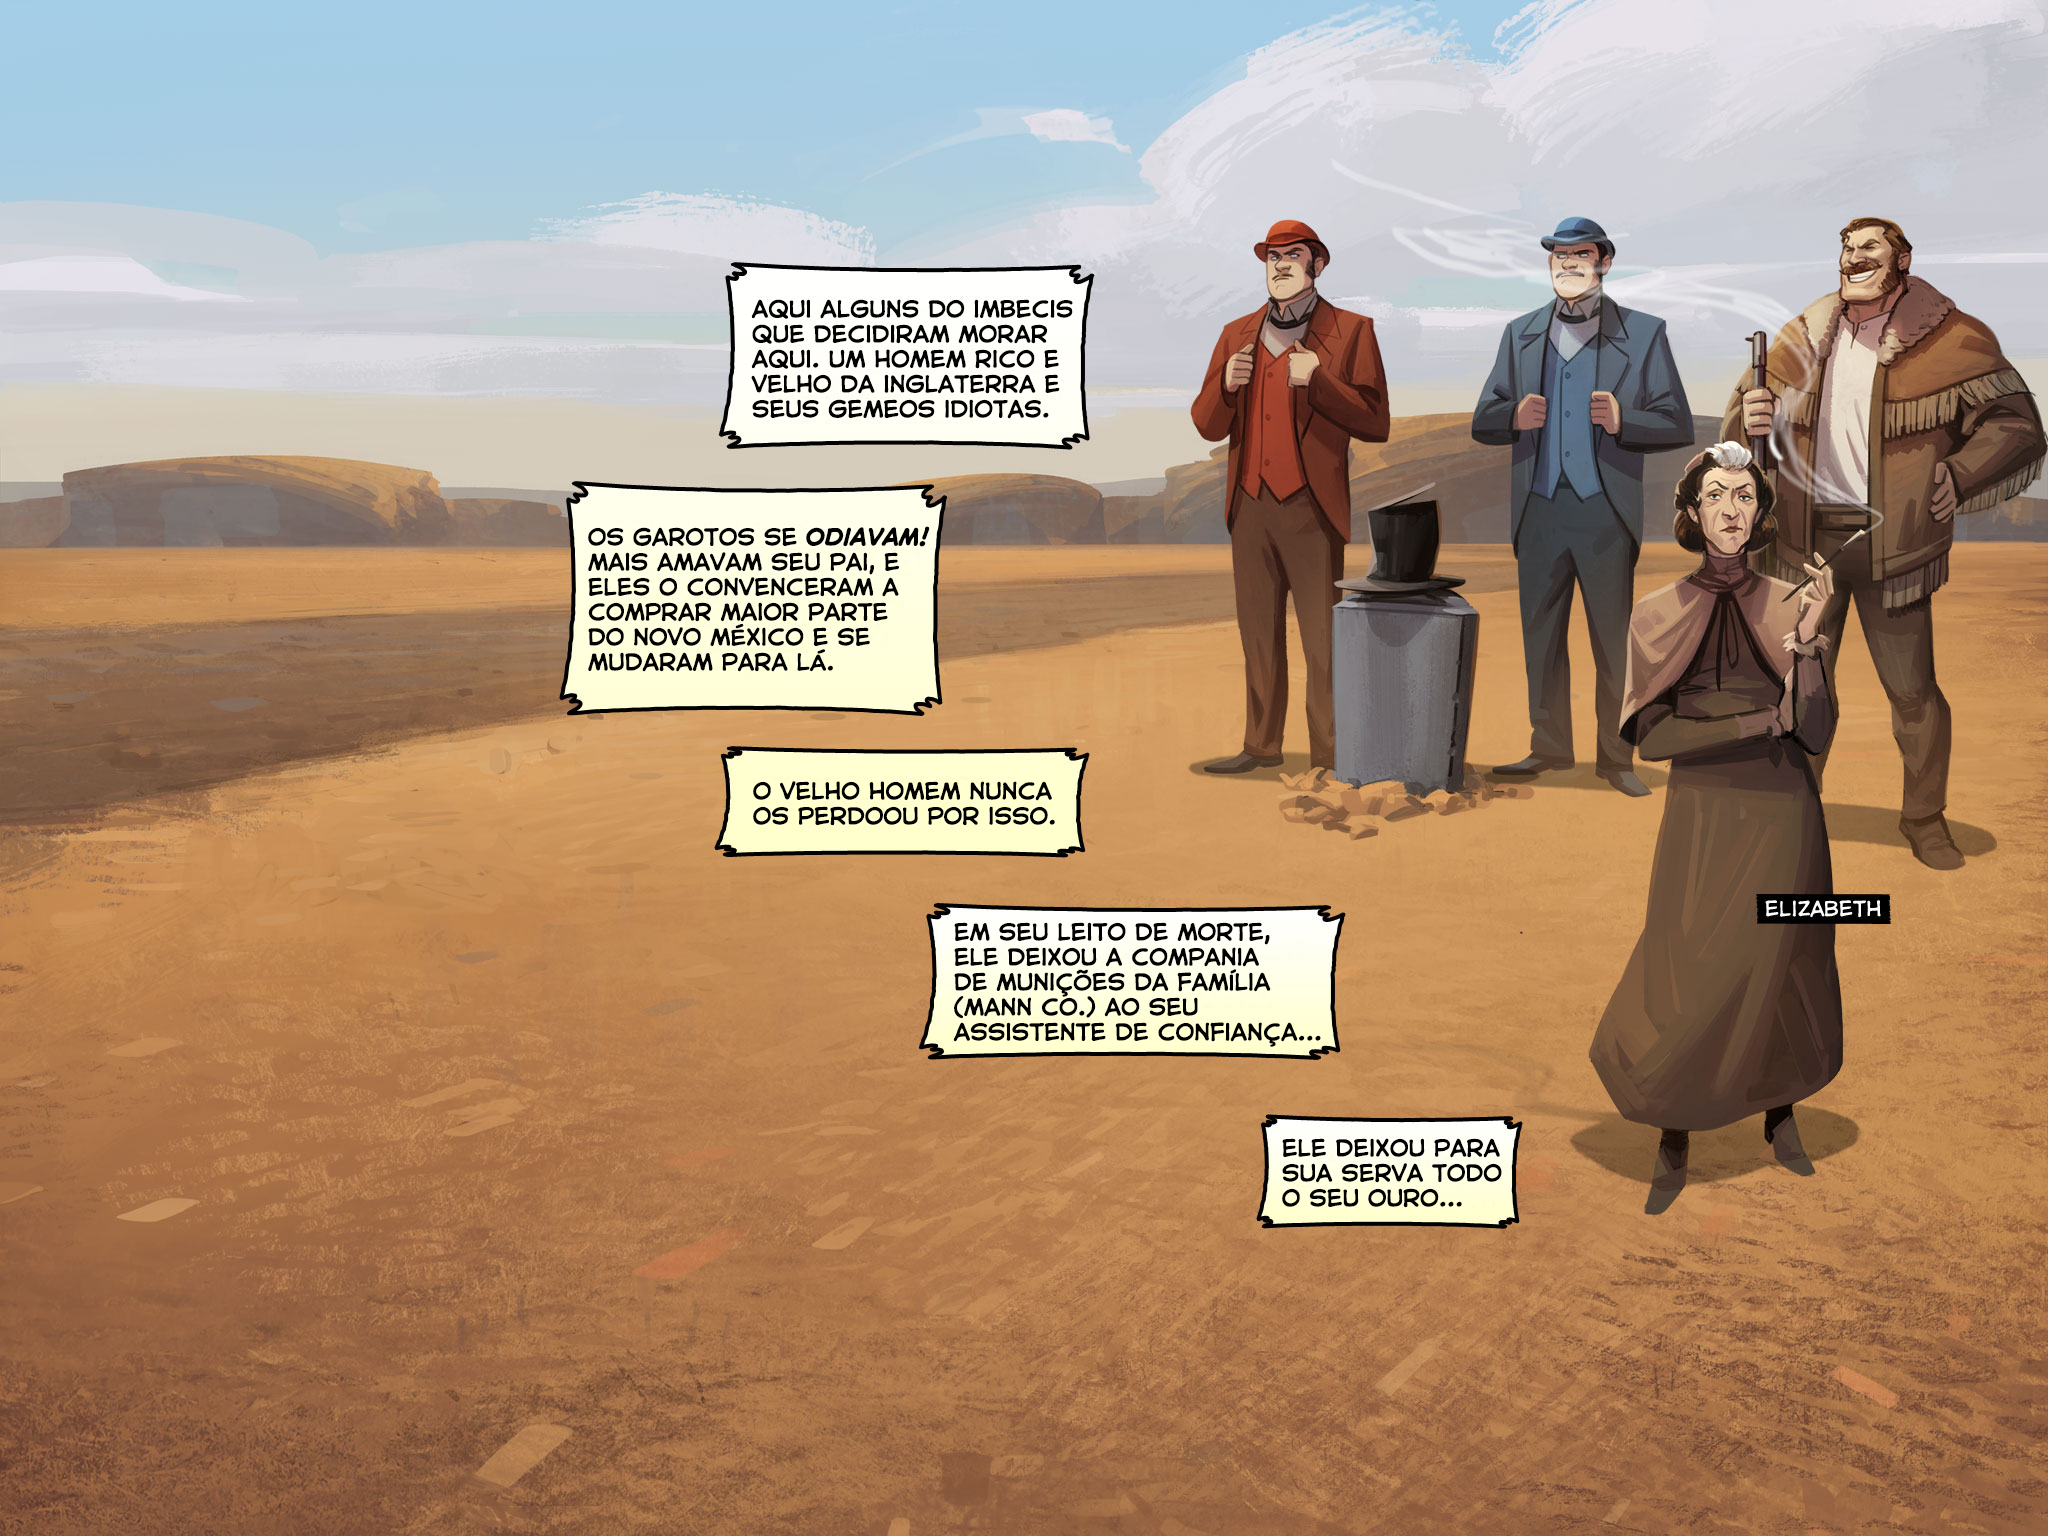 AQUI ALGUNS DO IMBECIS
QUE DECIDIRAM MORAR
AQUI. UM HOMEM RICO E
VELHO DA INGLATERRA E
SEUS GEMEOS IDIOTAS.
OS GAROTOS SE ODIAVAM!
MAIS AMAVAM SEU PAI, E
ELES O CONVENCERAM A
COMPRAR MAIOR PARTE
DO NOVO MÉXICO E SE
MUDARAM PARA LÁ.
O VELHO HOMEM NUNCA
OS PERDOOU POR ISSO.
EM SEU LEITO DE MORTE,
ELE DEIXOU A COMPANIA
DE MUNIÇÕES DA FAMÍLIA
(MANN CO.) AO SEU
ASSISTENTE DE CONFIANÇA...
ELIZABETH
ELE DEIXOU PARA
SUA SERVA TODO
O SEU OURO...